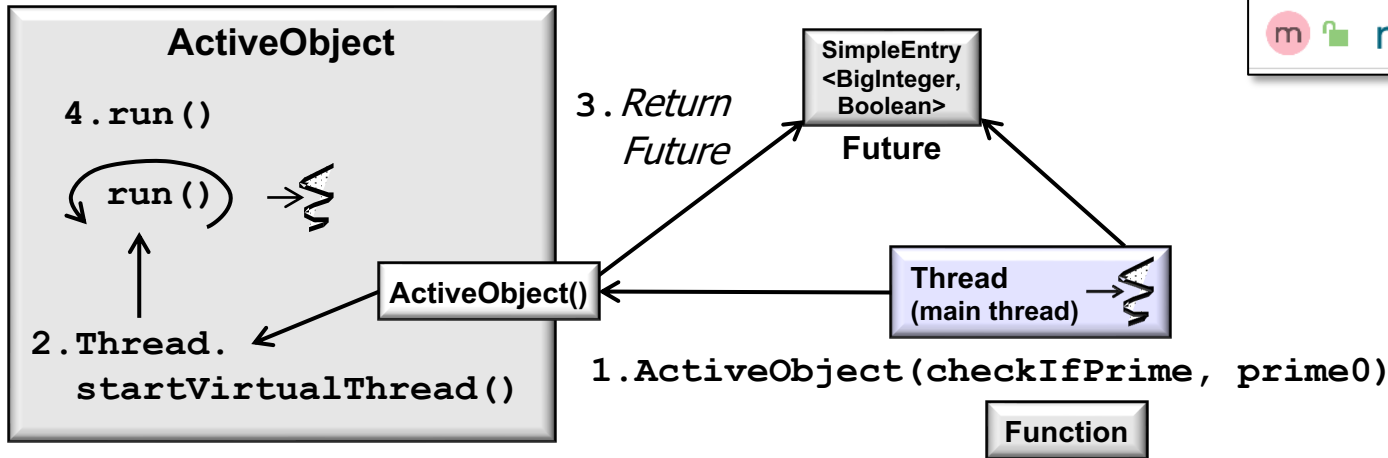 ActiveObject
4.run()
run()
2.Thread.
startVirtualThread()
ActiveObject()
3.Return
Future
SimpleEntry
<BigInteger,
Boolean>
Future
Thread
(main thread)
1.ActiveObject(checkIfPrime, prime0)
Function
m